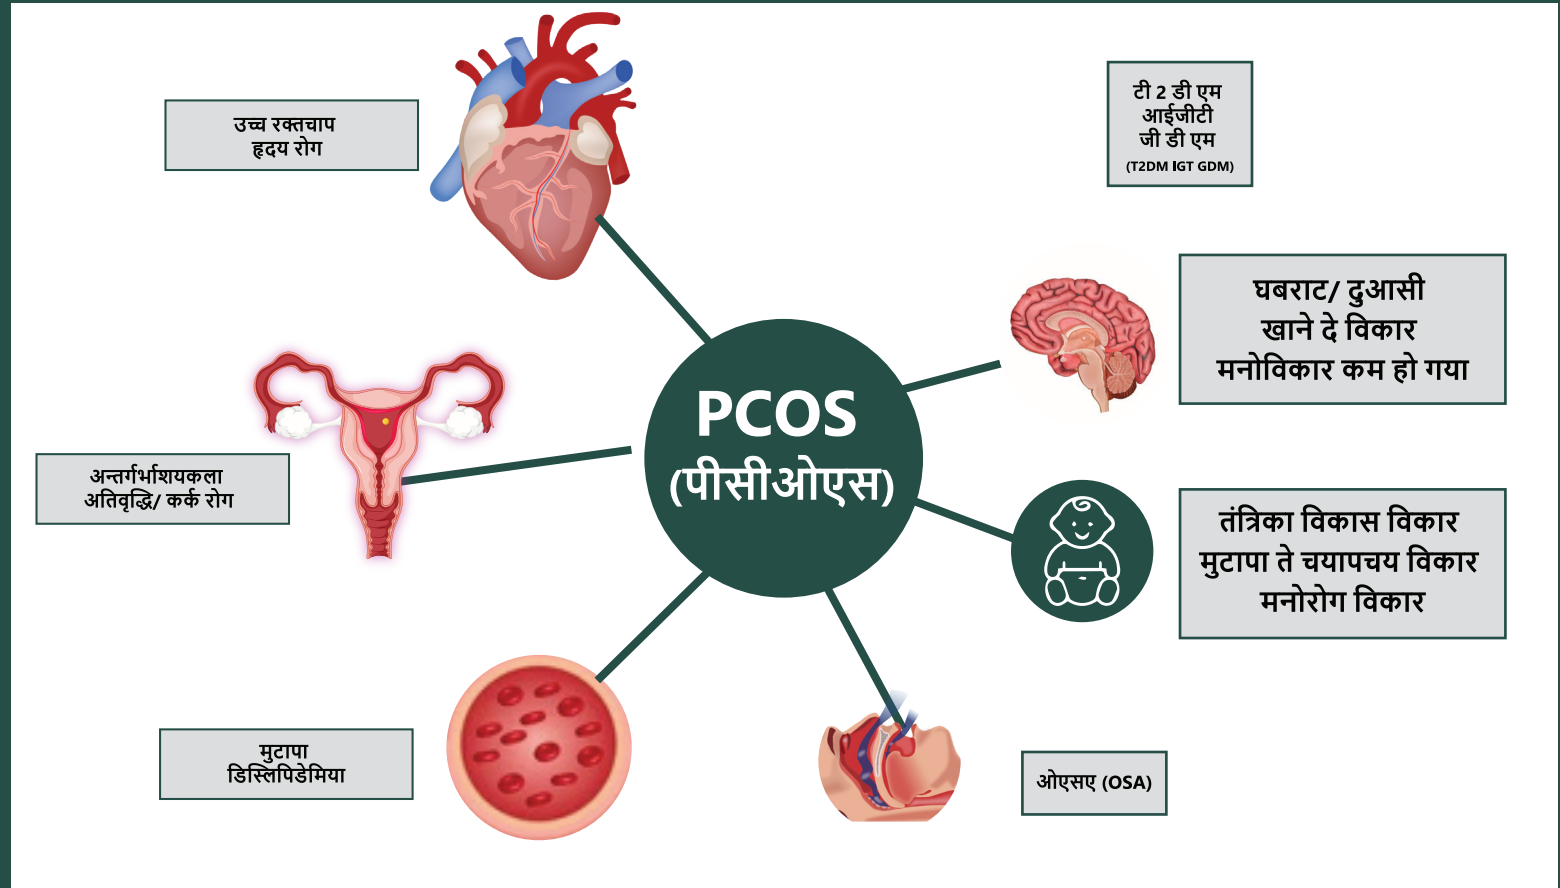 उच्च रक्तचाप
हृदय रोग
टी 2 डी एम
आईजीटी
जी डी एम
(T2DM IGT GDM)
घबराट/ दुआसी
खाने दे विकार
मनोविकार कम हो गया
PCOS
(पीसीओएस)
अन्तर्गर्भाशयकला
अतिवृद्धि/ कर्क रोग
तंत्रिका विकास विकार
मुटापा ते चयापचय विकार
मनोरोग विकार
मुटापा
डिस्लिपिडेमिया
ओएसए (OSA)